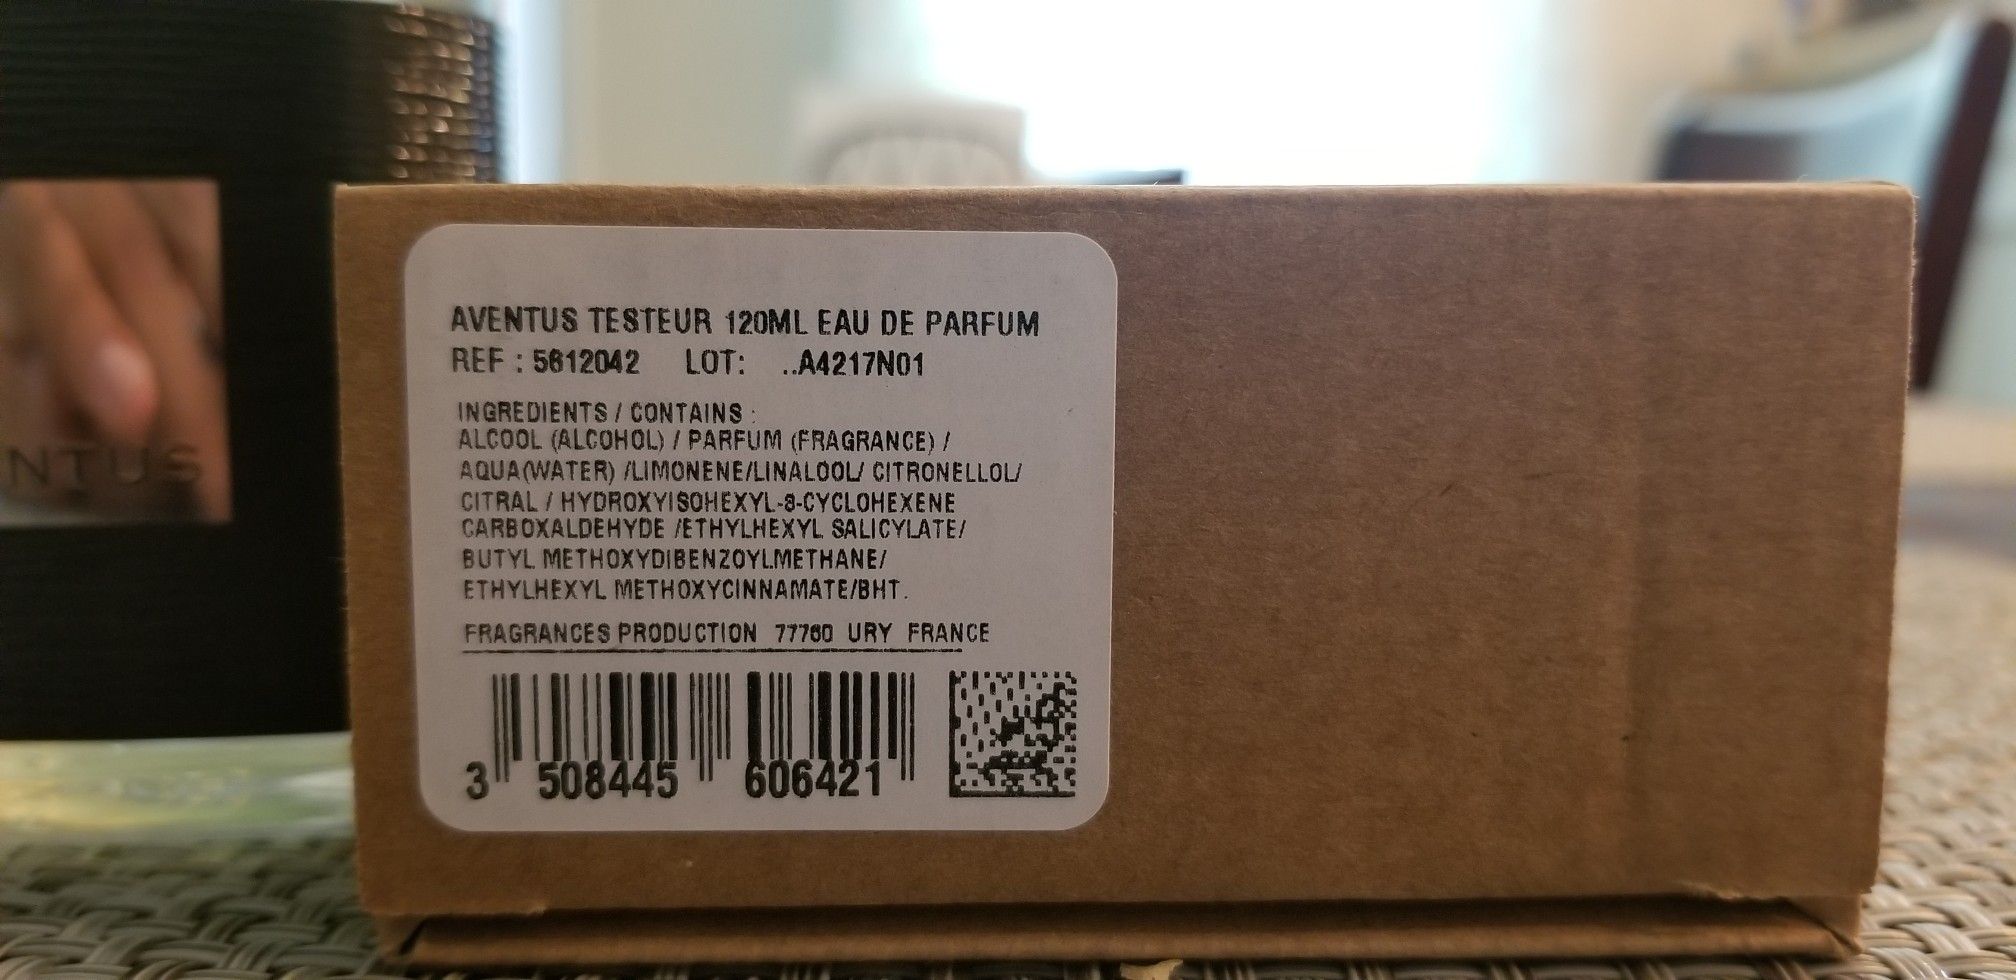 NTUS
AVENTUS TESTEUR 120ML EAU DE PARFUM
REF : 5612042 LOT: ..A4217N01
INGREDIENTS / CONTAINS :
ALCOOL (ALCOHOL) / PARFUM (FRAGRANCE) /
AQUA(WATER) /LIMONENE/LINALOOL/ CITRONELLOL/
CITRAL / HYDROXYISOHEXYL-3-CYCLOHEXENE
CARBOXALDEHYDE /ETHYLHEXYL SALICYLATE/
BUTYL METHOXYDIBENZOYLMETHANE/
ETHYLHEXYL METHOXYCINNAMATE/BHT.
FRAGRANCES PRODUCTION 77760 URY FRANCE
3 508445 606421